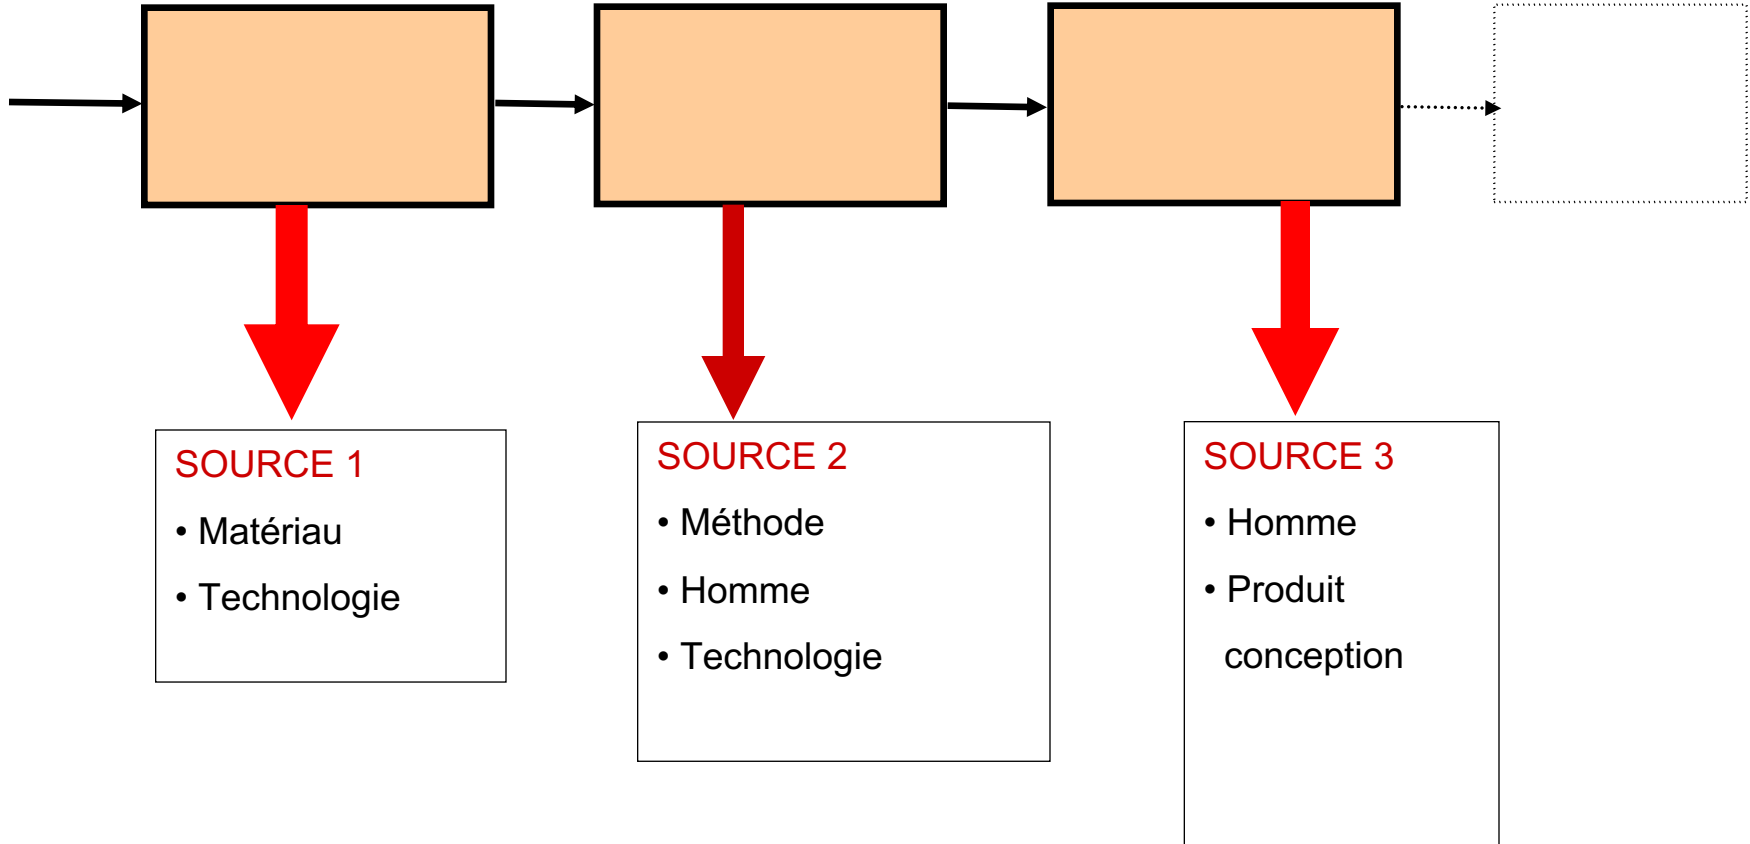 SOURCE 1
• Matériau
• Technologie
SOURCE 2
• Méthode
• Homme
• Technologie
SOURCE 3
• Homme
• Produit
conception